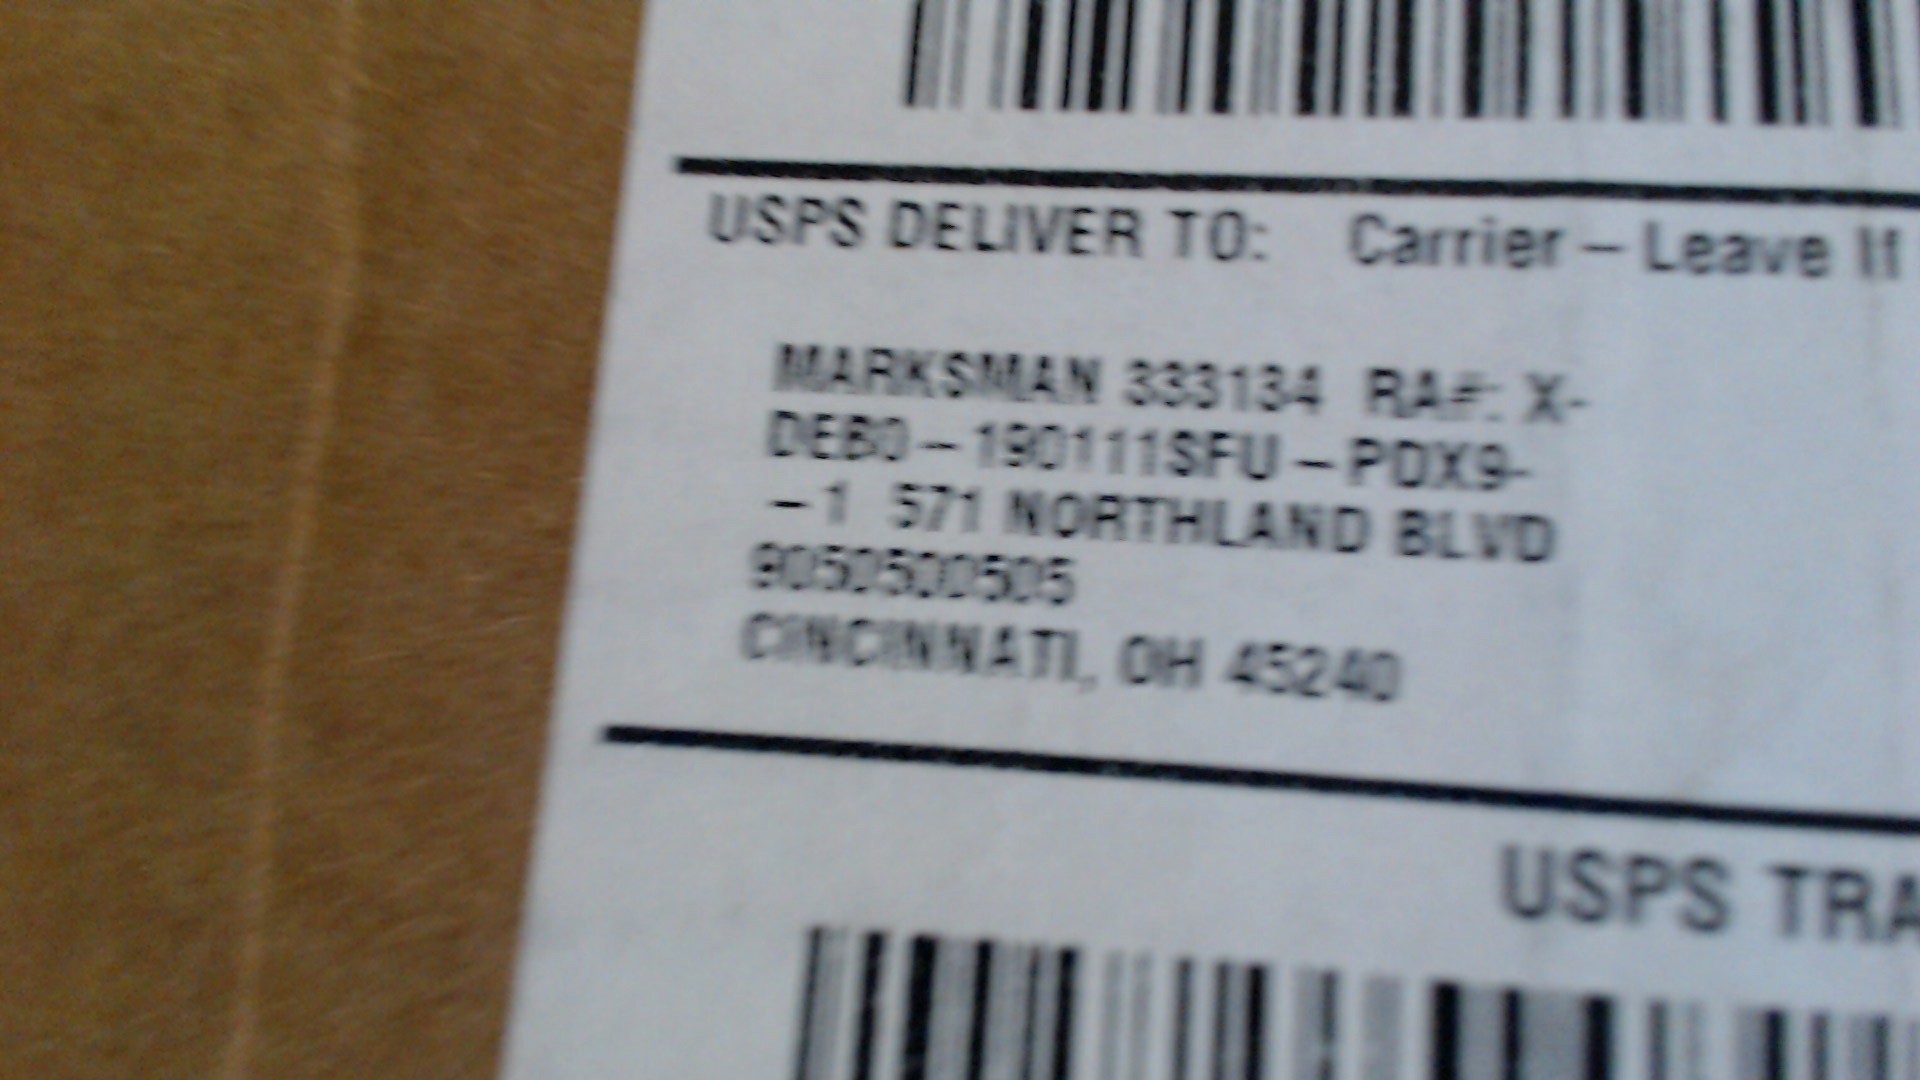 USPS DELIVER TO: Carrier – Leave If
MARKSMAN 333134 RA#: X-
DEB0 – 190111SFU – PDX9-
– 1 571 NORTHLAND BLVD
9050500505
CINCINNATI, OH 45240
USPS TRA